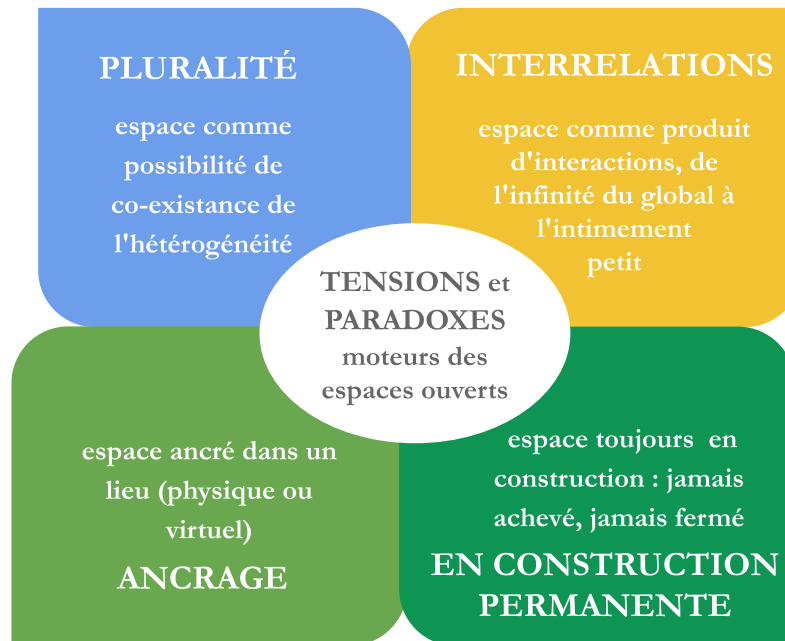 PLURALITÉ
espace comme
possibilité de
co-existance de
l'hétérogénéité
INTERRELATIONS
espace comme produit
d'interactions, de
l'infinité du global à
l'intimement
petit
TENSIONS et
PARADOXES
moteurs des
espaces ouverts
espace ancré dans un
lieu (physique ou
virtuel)
ANCRAGE
espace toujours en
construction : jamais
achevé, jamais fermé
EN CONSTRUCTION
PERMANENTE